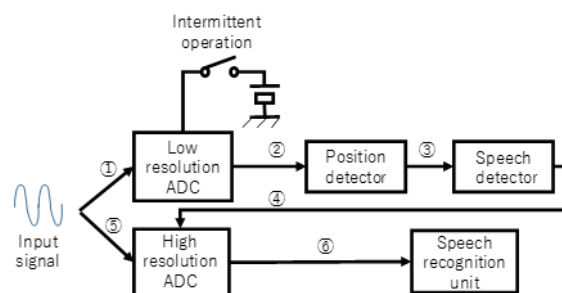 Intermittent
operation
①
Low
resolution
ADC
②
Position
detector
③
Speech
detector
④
Input
signal
⑤
High
resolution
ADC
⑥
Speech
recognition
unit